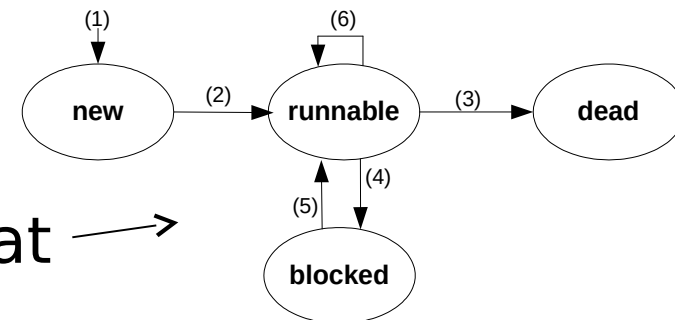 (1)
(6)
new
(2)
runnable
(3)
dead
(4)
(5)
at
blocked